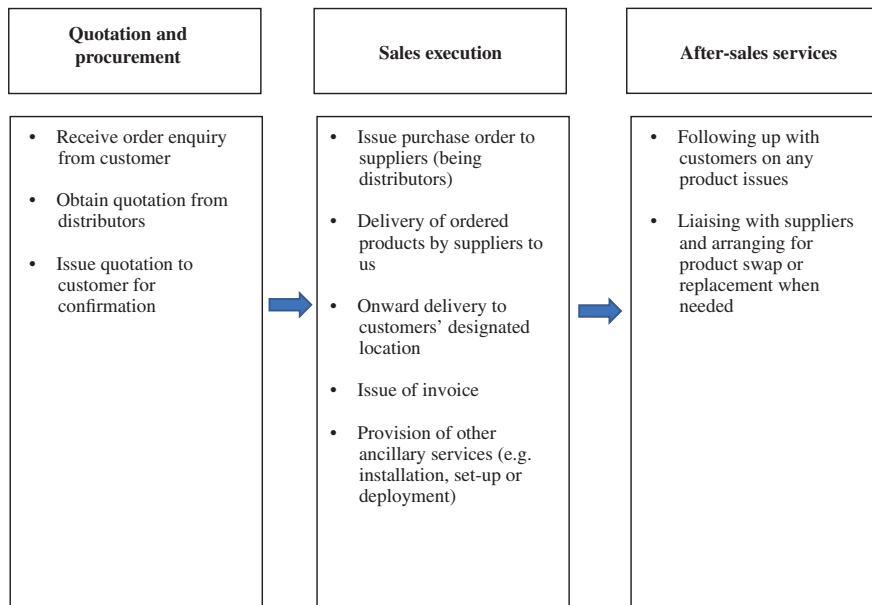 Quotation and
procurement
Sales execution
After-sales services
• Receive order enquiry
from customer
• Obtain quotation from
distributors
• Issue quotation to
customer for
confirmation
• Issue purchase order to
suppliers (being
distributors)
• Delivery of ordered
products by suppliers to
us
• Onward delivery to
customers’ designated
location
• Issue of invoice
• Provision of other
ancillary services (e.g.
installation, set-up or
deployment)
• Following up with
customers on any
product issues
• Liaising with suppliers
and arranging for
product swap or
replacement when
needed